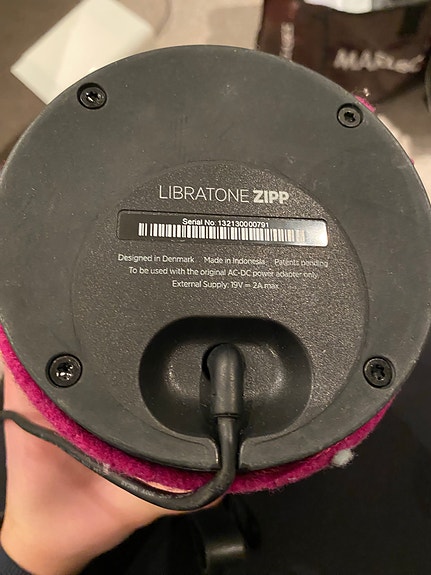 LIBRATONE ZIPP
Serial No: 132130000791
Designed in Denmark Made in Indonesia Patents pending
To be used with the original AC-DC power adapter only
External Supply: 19V ⎓ 2A max